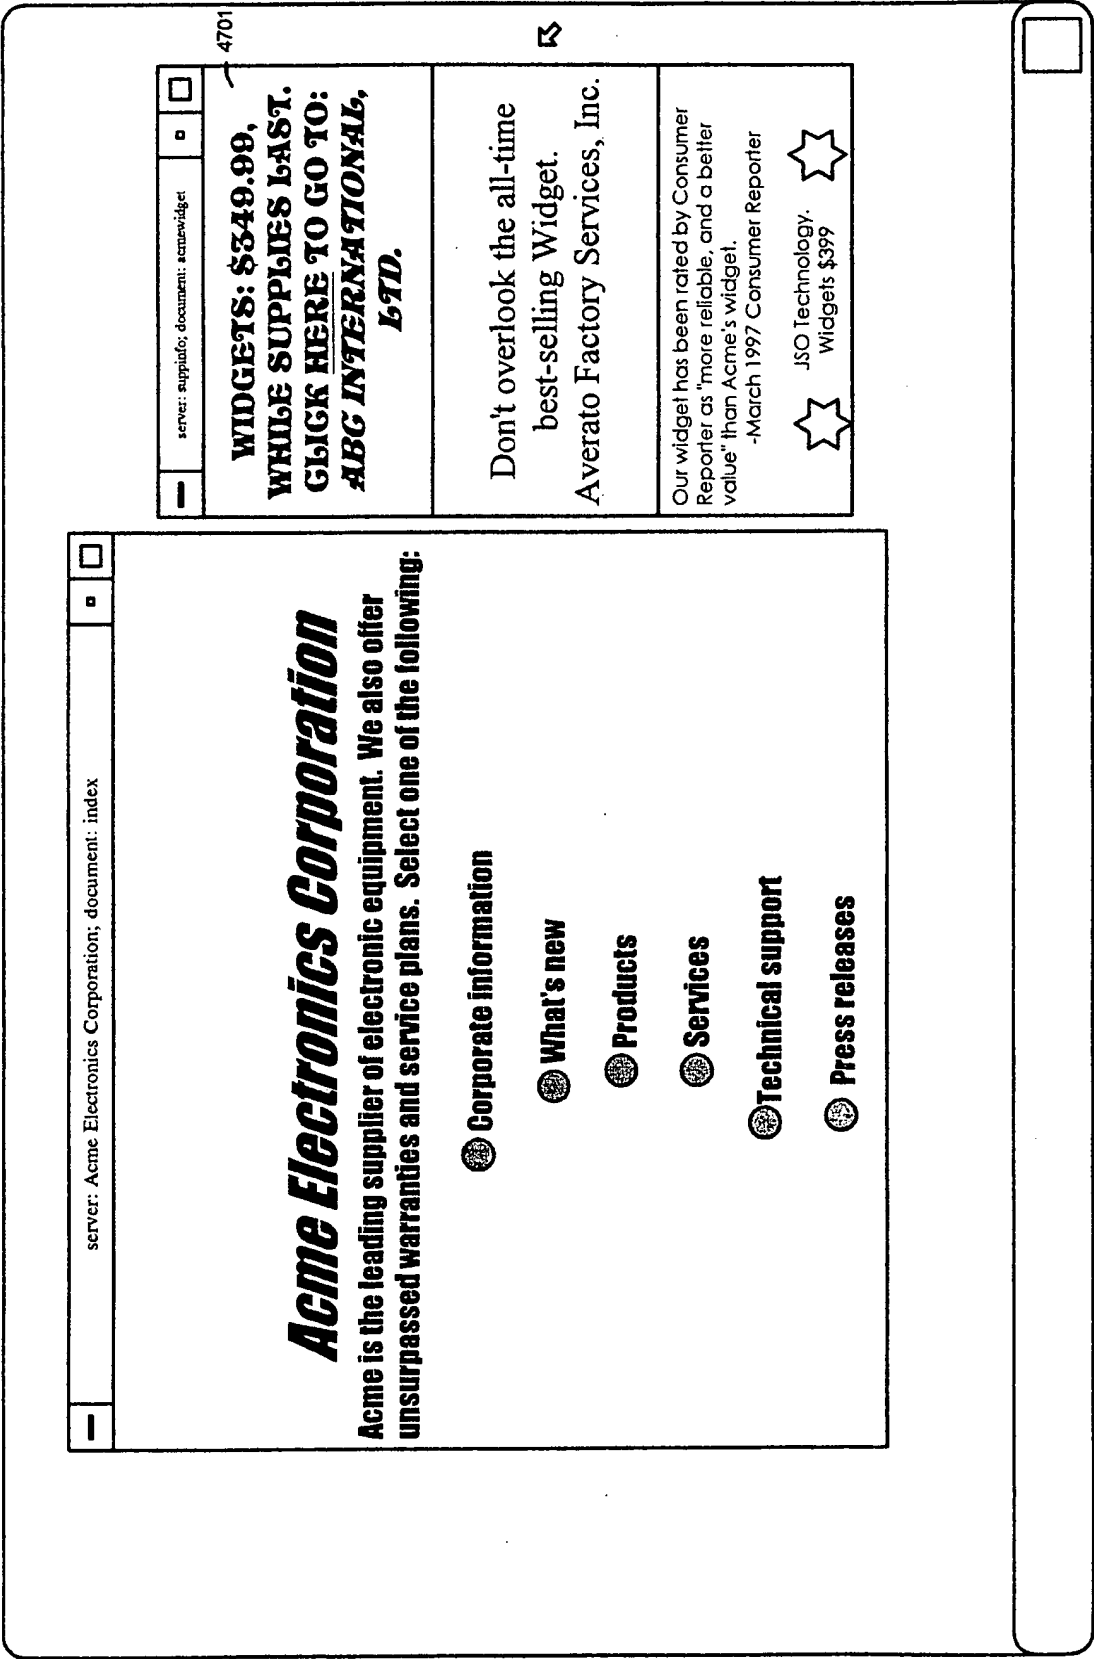 server: Acme Electronics Corporation; document: index
Acme Electronics Corporation
Acme is the leading supplier of electronic equipment. We also offer
unsurpassed warranties and service plans. Select one of the following:
Corporate information
What's new
Products
Services
Technical support
Press releases
4701
server: suppinfo; document: acmewidget
WIDGETS: $349.99,
WHILE SUPPLIES LAST.
CLICK HERE TO GO TO:
ABC INTERNATIONAL,
LTD.
Don't overlook the all-time
best-selling Widget.
Averato Factory Services, Inc.
Our widget has been rated by Consumer
Reporter as "more reliable, and a better
value" than Acme's widget.
-March 1997 Consumer Reporter
JSO Technology.
Widgets $399